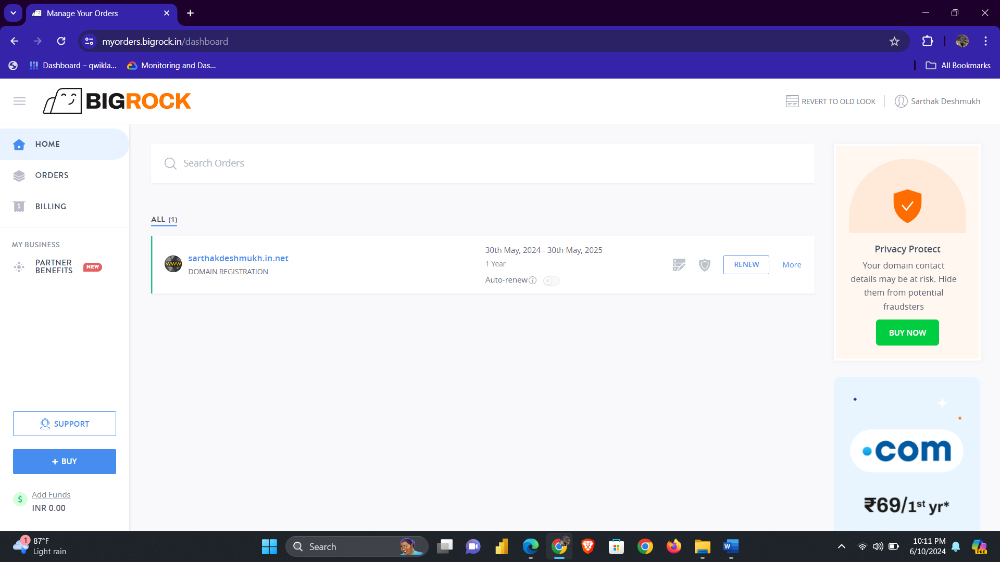 Manage Your Orders
myorders.bigrock.in/dashboard
Dashboard – qwikla...
Monitoring and Das...
All Bookmarks
BIGROCK
REVERT TO OLD LOOK
Sarthak Deshmukh
HOME
ORDERS
BILLING
MY BUSINESS
PARTNER
BENEFITS
NEW
SUPPORT
+ BUY
$
Add Funds
INR 0.00
Search Orders
ALL (1)
www
sarthakdeshmukh.in.net
DOMAIN REGISTRATION
30th May, 2024 - 30th May, 2025
1 Year
Auto-renew
RENEW
More
Privacy Protect
Your domain contact
details may be at risk. Hide
them from potential
fraudsters
BUY NOW
.com
₹69/1st yr*
1
87°F
Light rain
Search
W
10:11 PM
6/10/2024
PRE